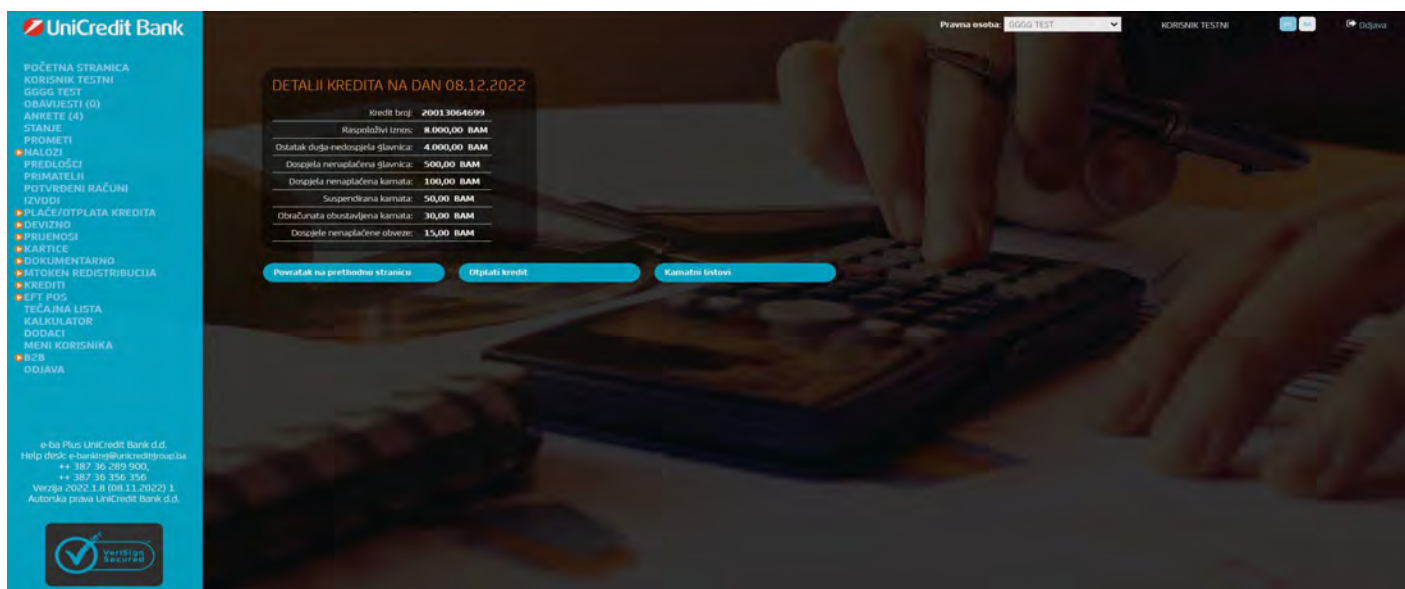 UniCredit Bank
Pravna osoba: GGGG TEST
KORISNIK TESTNI
Odjava
POČETNA STRANICA
KORISNIK TESTNI
GGGG TEST
OBAVIJESTI (0)
ANKETE (4)
STANJE
PROMETI
NALOZI
PREDLOŠCI
PRIMATELJI
POTVRĐENI RAČUNI
IZVODI
PLAĆE/OTPLATA KREDITA
DEVIZNO
PRIJENOSI
KARTICE
DOKUMENTARNO
MTOKEN REDISTRIBUCIJA
KREDITI
EFT POS
TEČAJNA LISTA
KALKULATOR
DODACI
MENI KORISNIKA
B2B
ODJAVA
e-ba Plus UniCredit Bank d.d.
Help desk: e-banking@unicreditgroup.ba
++ 387 36 289 900,
++ 387 36 356 356
Verzija 2022.1.8 (08.11.2022) 1
Autorska prava UniCredit Bank d.d.
VeriSign
Secured
DETALJI KREDITA NA DAN 08.12.2022
Kredit broj: 20013064699
Raspoloživi iznos: 8.000,00 BAM
Ostatak duga-nedospjela glavnica: 4.000,00 BAM
Dospjela nenaplaćena glavnica: 500,00 BAM
Dospjela nenaplaćena kamata: 100,00 BAM
Suspendirana kamata: 50,00 BAM
Obračunata obustavljena kamata: 30,00 BAM
Dospjele nenaplaćene obveze: 15,00 BAM
Povratak na prethodnu stranicu
Otplati kredit
Kamatni listovi